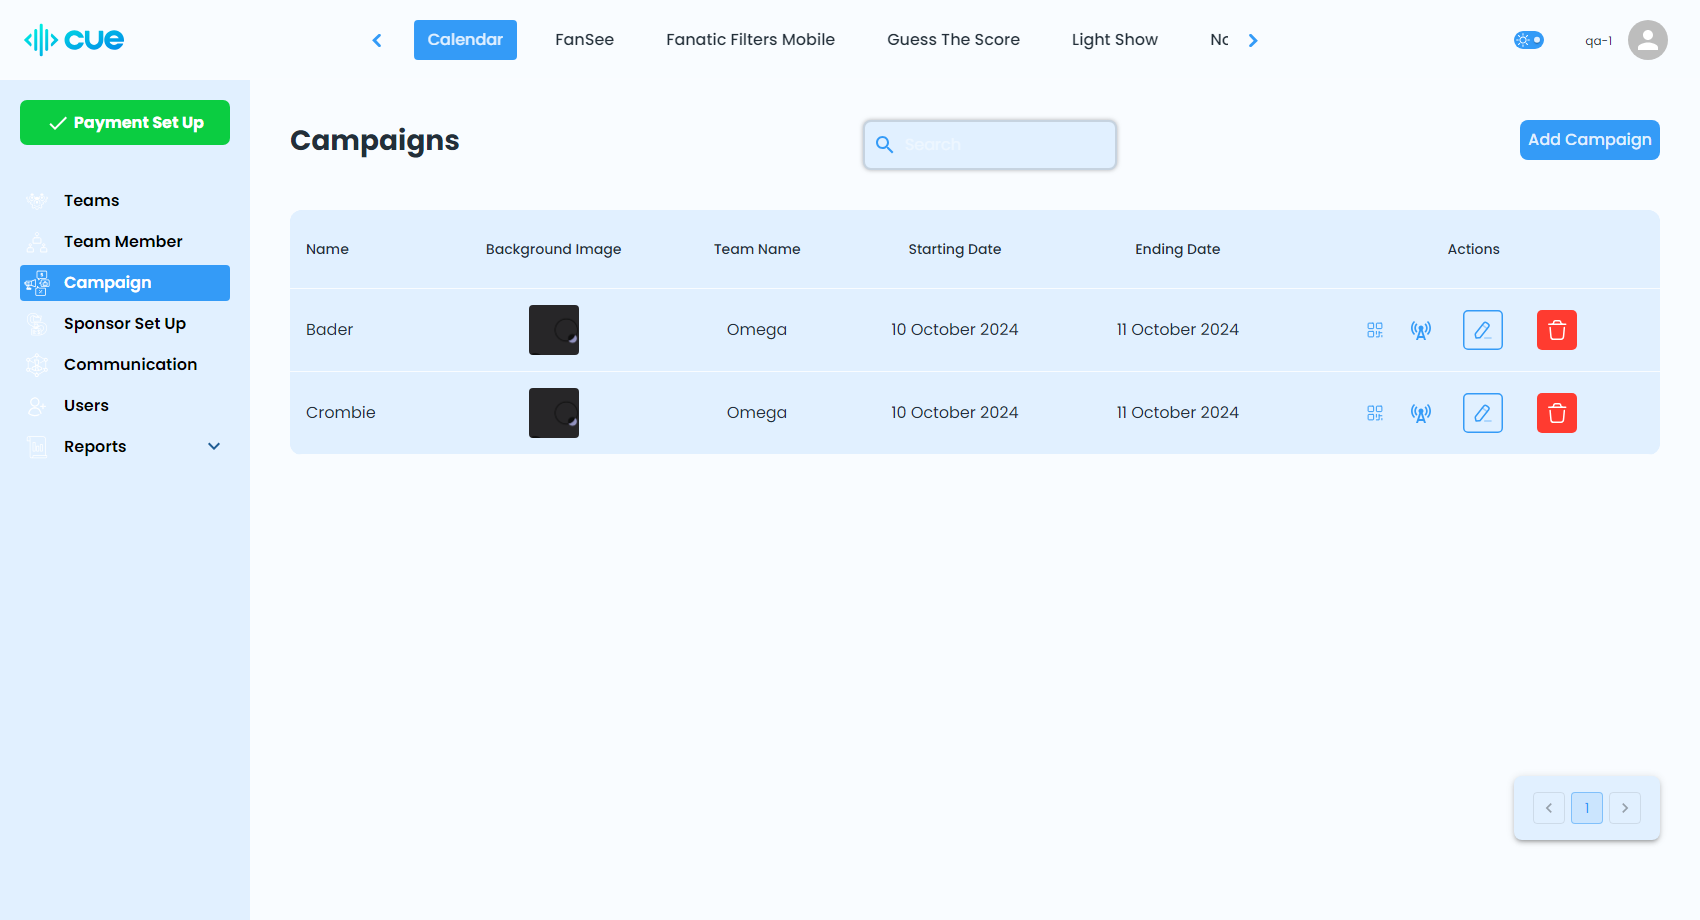 cue
Calendar FanSee Fanatic Filters Mobile Guess The Score Light Show
qa-1
Payment Set Up
Teams
Team Member
Campaign
Sponsor Set Up
Communication
Users
Reports
Campaigns
Search
Add Campaign
Name Background Image Team Name Starting Date Ending Date Actions
Bader Omega 10 October 2024 11 October 2024
Crombie Omega 10 October 2024 11 October 2024
1